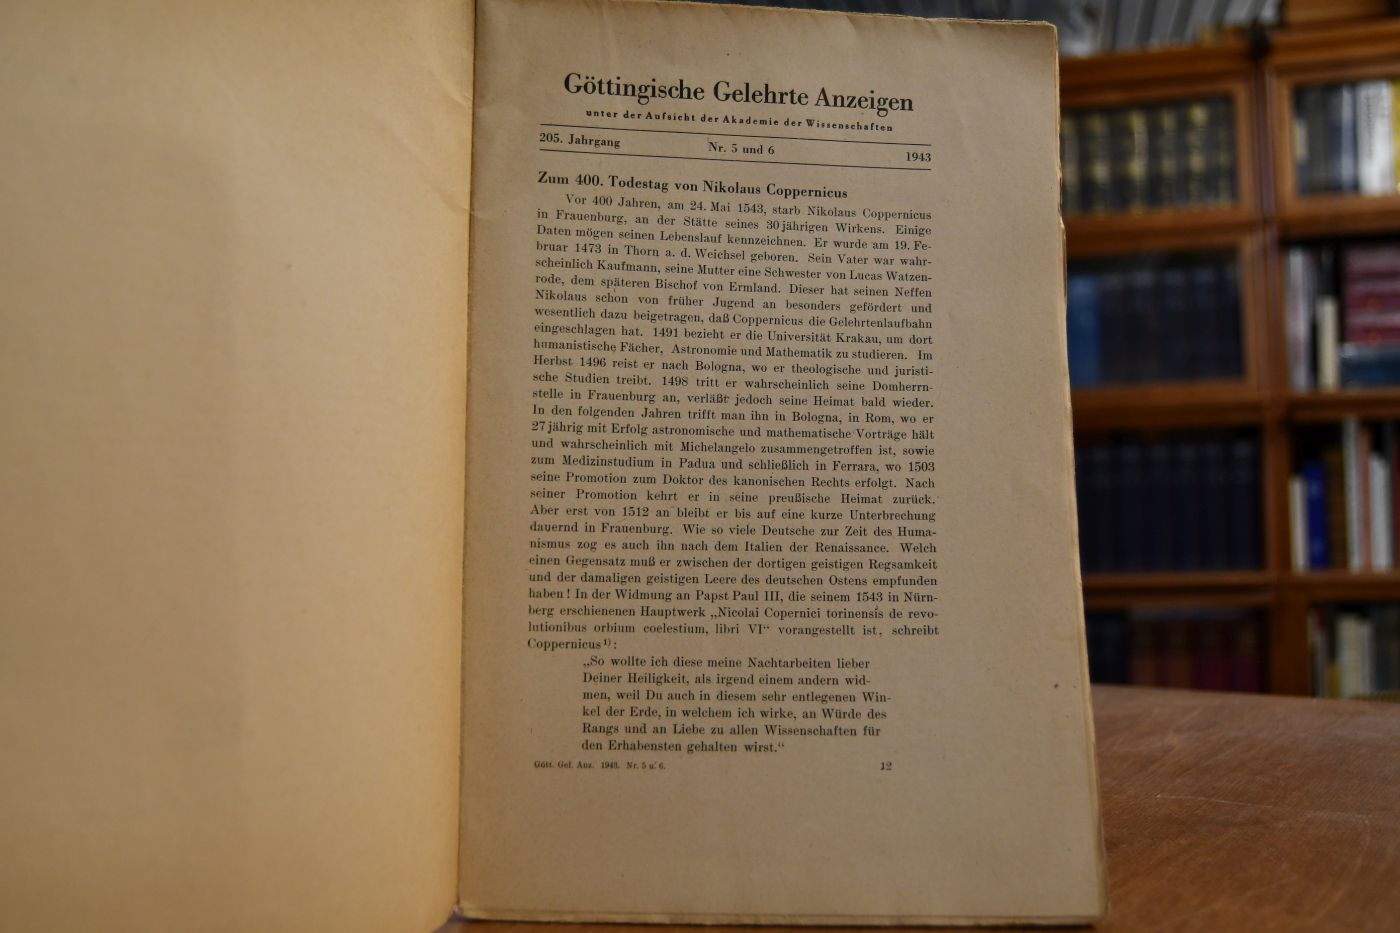 Göttingische Gelehrte Anzeigen
unter der Aufsicht der Akademie der Wissenschaften
205. Jahrgang Nr. 5 und 6 1943
Zum 400. Todestag von Nikolaus Coppernicus
Vor 400 Jahren, am 24. Mai 1543, starb Nikolaus Coppernicus
in Frauenburg, an der Stätte seines 30jährigen Wirkens. Einige
Daten mögen seinen Lebenslauf kennzeichnen. Er wurde am 19. Fe-
bruar 1473 in Thorn a. d. Weichsel geboren. Sein Vater war wahr-
scheinlich Kaufmann, seine Mutter eine Schwester von Lucas Watzen-
rode, dem späteren Bischof von Ermland. Dieser hat seinen Neffen
Nikolaus schon von früher Jugend an besonders gefördert und
wesentlich dazu beigetragen, daß Coppernicus die Gelehrtenlaufbahn
eingeschlagen hat. 1491 bezieht er die Universität Krakau, um dort
humanistische Fächer, Astronomie und Mathematik zu studieren. Im
Herbst 1496 reist er nach Bologna, wo er theologische und juristi-
sche Studien treibt. 1498 tritt er wahrscheinlich seine Domherrn-
stelle in Frauenburg an, verläßt jedoch seine Heimat bald wieder.
In den folgenden Jahren trifft man ihn in Bologna, in Rom, wo er
27jährig mit Erfolg astronomische und mathematische Vorträge hält
und wahrscheinlich mit Michelangelo zusammengetroffen ist, sowie
zum Medizinstudium in Padua und schließlich in Ferrara, wo 1503
seine Promotion zum Doktor des kanonischen Rechts erfolgt. Nach
seiner Promotion kehrt er in seine preußische Heimat zurück.
Aber erst von 1512 an bleibt er bis auf eine kurze Unterbrechung
dauernd in Frauenburg. Wie so viele Deutsche zur Zeit des Huma-
nismus zog es auch ihn nach dem Italien der Renaissance. Welch
einen Gegensatz muß er zwischen der dortigen geistigen Regsamkeit
und der damaligen geistigen Leere des deutschen Ostens empfunden
haben! In der Widmung an Papst Paul III, die seinem 1543 in Nürn-
berg erschienenen Hauptwerk „Nicolai Copernici torinensis de revo-
lutionibus orbium coelestium, libri VI“ vorangestellt ist, schreibt
Coppernicus¹⁾:
„So wollte ich diese meine Nachtarbeiten lieber
Deiner Heiligkeit, als irgend einem andern wid-
men, weil Du auch in diesem sehr entlegenen Win-
kel der Erde, in welchem ich wirke, an Würde des
Rangs und an Liebe zu allen Wissenschaften für
den Erhabensten gehalten wirst.“
Gött. Gel. Anz. 1943. Nr. 5 u. 6. 12